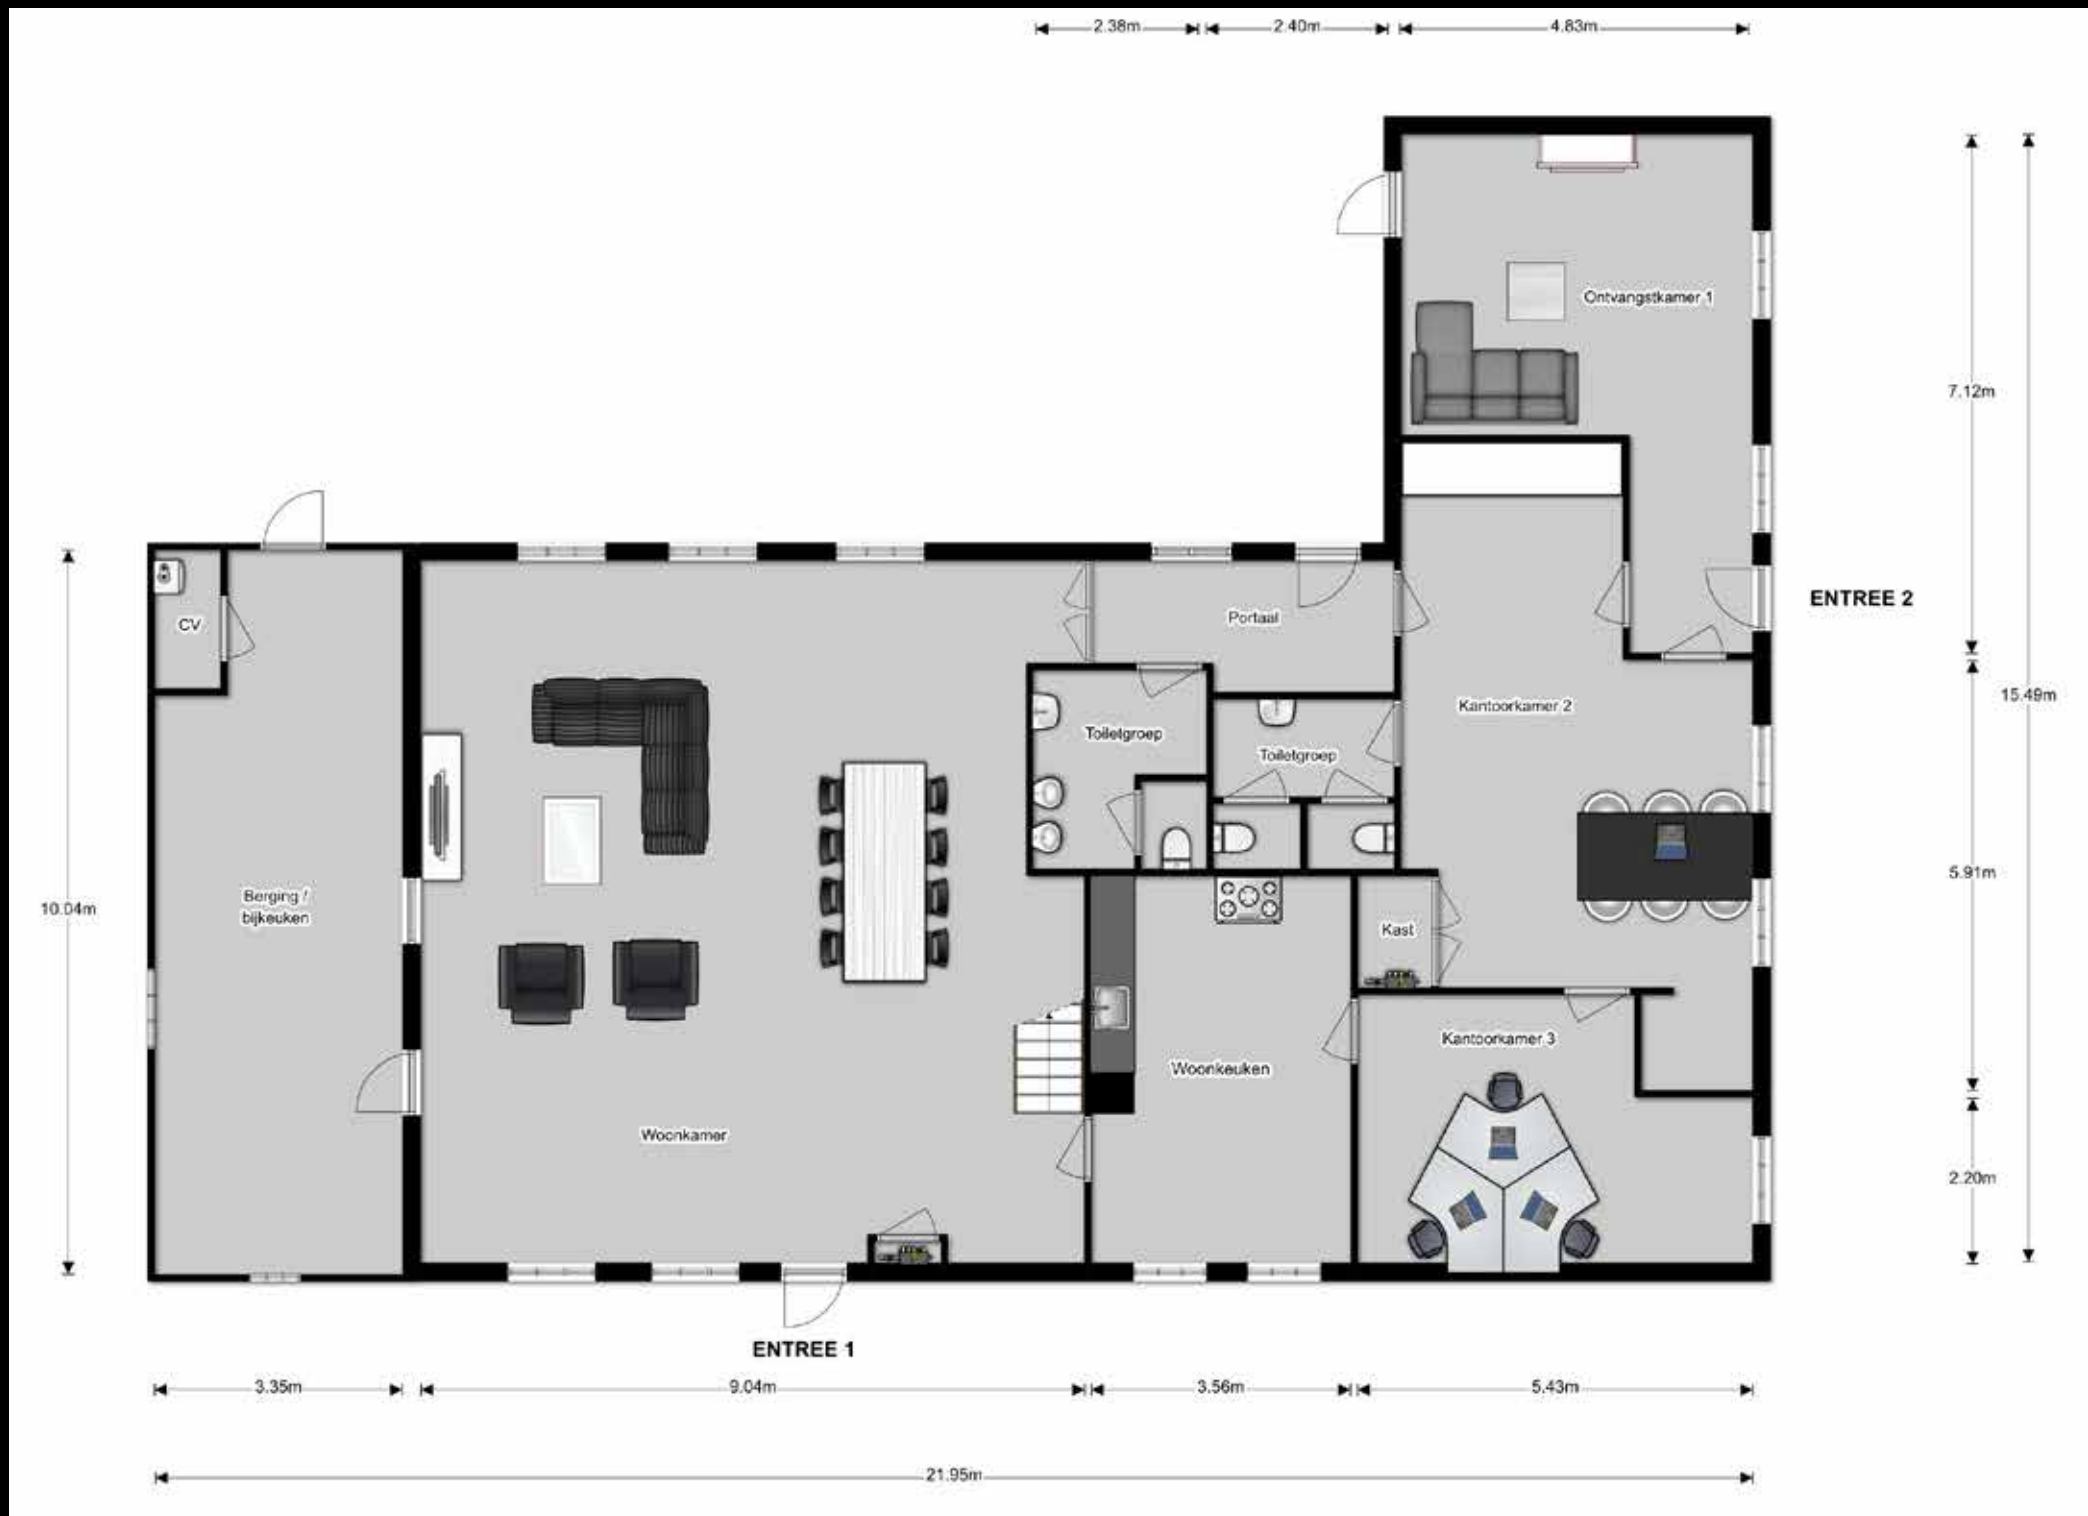 2.38m
2.40m
4.83m
Ontvangstkamer 1
7.12m
ENTREE 2
Portaal
CV
15.49m
Kantoorkamer 2
Toiletgroep
Toiletgroep
5.91m
Berging /
bijkeuken
10.04m
Kast
Kantoorkamer 3
Woonkeuken
Woonkamer
2.20m
ENTREE 1
3.35m
9.04m
3.56m
5.43m
21.95m